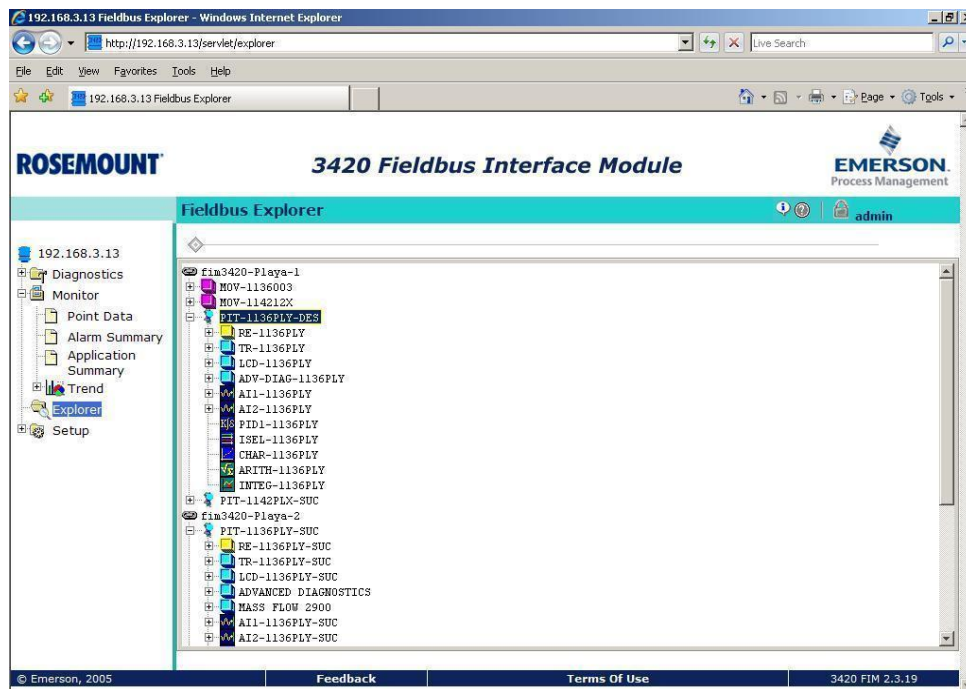 192.168.3.13 Fieldbus Explorer - Windows Internet Explorer
http://192.168.3.13/servlet/explorer
Live Search
File Edit View Favorites Tools Help
192.168.3.13 Fieldbus Explorer
Page Tools
ROSEMOUNT
3420 Fieldbus Interface Module
EMERSON.
Process Management
Fieldbus Explorer
admin
192.168.3.13
Diagnostics
Monitor
Point Data
Alarm Summary
Application
Summary
Trend
Explorer
Setup
fim3420-Playa-1
MOV-1136003
MOV-114212X
PIT-1136PLY-DES
RE-1136PLY
TR-1136PLY
LCD-1136PLY
ADV-DIAG-1136PLY
AI1-1136PLY
AI2-1136PLY
PID1-1136PLY
ISEL-1136PLY
CHAR-1136PLY
ARITH-1136PLY
INTEG-1136PLY
PIT-1142PLX-SUC
fim3420-Playa-2
PIT-1136PLY-SUC
RE-1136PLY-SUC
TR-1136PLY-SUC
LCD-1136PLY-SUC
ADVANCED DIAGNOSTICS
MASS FLOW 2900
AI1-1136PLY-SUC
AI2-1136PLY-SUC
© Emerson, 2005
Feedback
Terms Of Use
3420 FIM 2.3.19